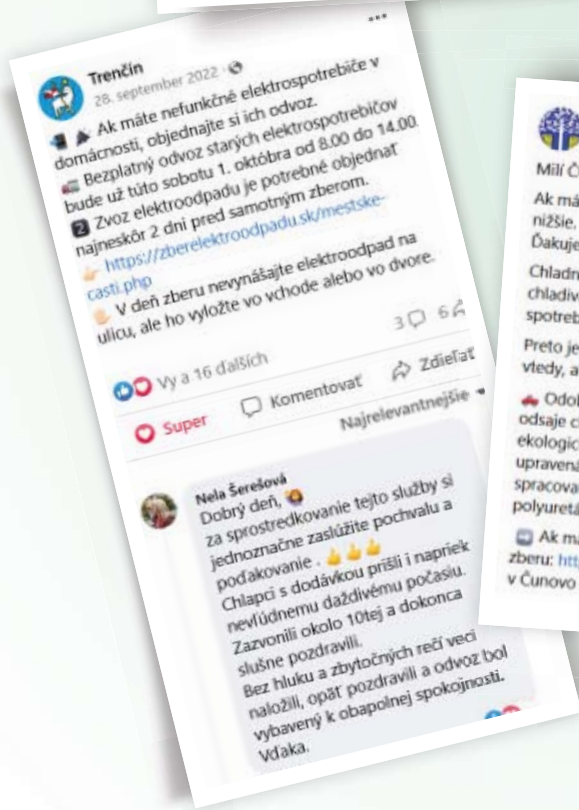 Trenčín
28. september 2022
Ak máte nefunkčné elektrospotrebiče v
domácnosti, objednajte si ich odvoz.
Bezplatný odvoz starých elektrospotrebičov
bude už túto sobotu 1. októbra od 8.00 do 14.00.
2 Zvoz elektroodpadu je potrebné objednať
najneskôr 2 dni pred samotným zberom.
https://zberelektroodpadu.sk/mestske-
casti.php
V deň zberu nevynášajte elektroodpad na
ulicu, ale ho vyložte vo vchode alebo vo dvore.
3 6
Vy a 16 ďalších
Super Komentovať Zdieľať
Najrelevantnejšie
Nela Šerešová
Dobrý deň,
za sprostredkovanie tejto služby si
jednoznačne zaslúžite pochvalu a
poďakovanie .
Chlapci s dodávkou prišli i napriek
nevľúdnemu daždivému počasiu.
Zazvonili okolo 10tej a dokonca
slušne pozdravili.
Bez hluku a zbytočných rečí veci
naložili, opäť pozdravili a odvoz bol
vybavený k obapolnej spokojnosti.
Vďaka.
Milí Č
Ak má
nižšie,
Ďakuje
Chladn
chladiv
spotreb
Preto je
vtedy, a
Odob
odsaje c
ekologic
upravená
spracova
polyuretá
Ak má
zberu: htt
v Čunovo